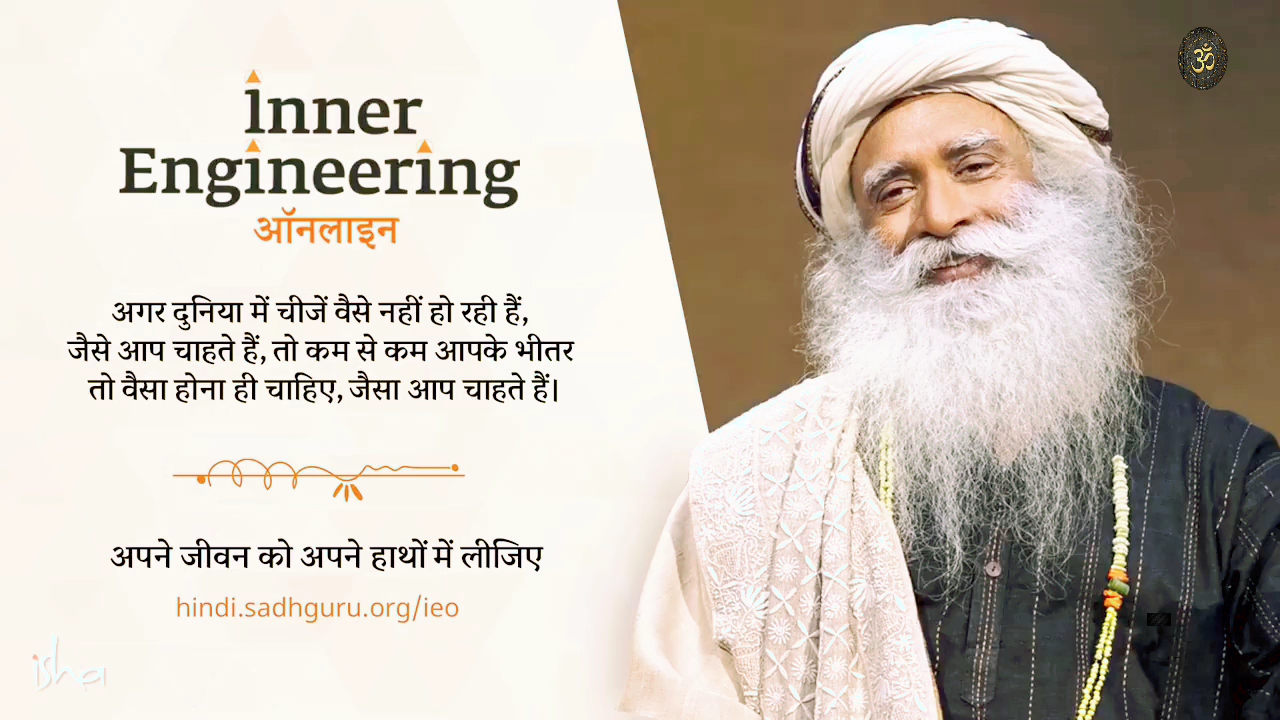 inner
Engineering
ऑनलाइन
अगर दुनिया में चीजें वैसे नहीं हो रही हैं,
जैसे आप चाहते हैं, तो कम से कम आपके भीतर
तो वैसा होना ही चाहिए, जैसा आप चाहते हैं।
अपने जीवन को अपने हाथों में लीजिए
hindi.sadhguru.org/ieo
isha
ॐ